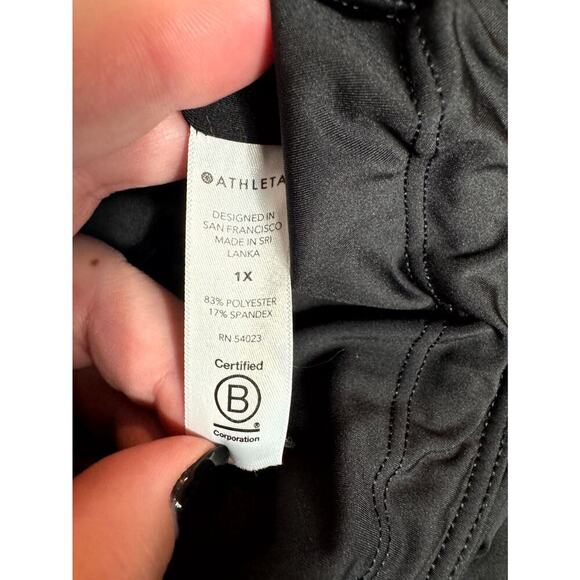 ATHLETA
DESIGNED IN
SAN FRANCISCO
MADE IN SRI
LANKA
1X
83% POLYESTER
17% SPANDEX
RN 54023
Certified
B
®
Corporation